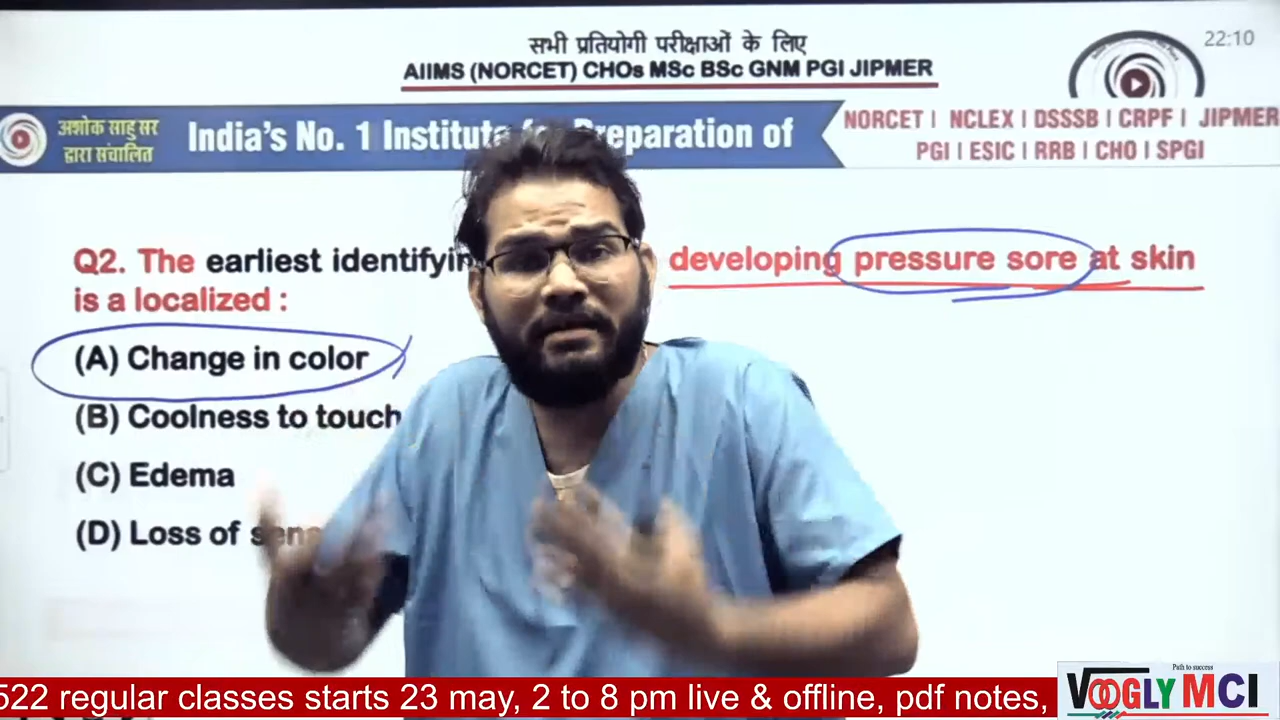 सभी प्रतियोगी परीक्षाओं के लिए
22:10
AIIMS (NORCET) CHOs MSc BSc GNM PGI JIPMER
अशोक साहु सर
द्वारा संचालित
India's No. 1 Institute for Preparation of
NORCET | NCLEX | DSSSB | CRPF | JIPMER
PGI | ESIC | RRB | CHO | SPGI
Q2. The earliest developing pressure sore at skin
is a localized :
(A) Change in color
(B) Coolness to touch
(C) Edema
(D) Loss of
522 regular classes starts 23 may, 2 to 8 pm live & offline, pdf notes,
Path to success
VOOGLY MCI